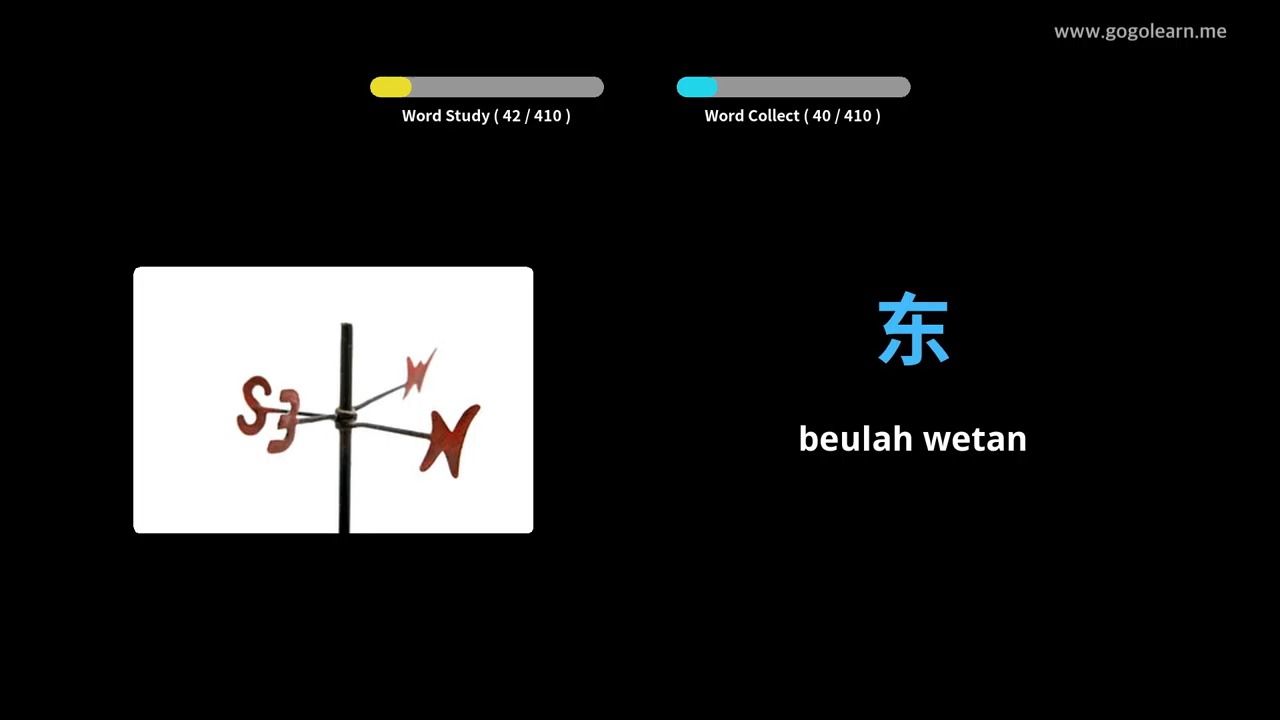 www.gogolearn.me
Word Study ( 42 / 410 )
Word Collect ( 40 / 410 )
S E N
东
beulah wetan